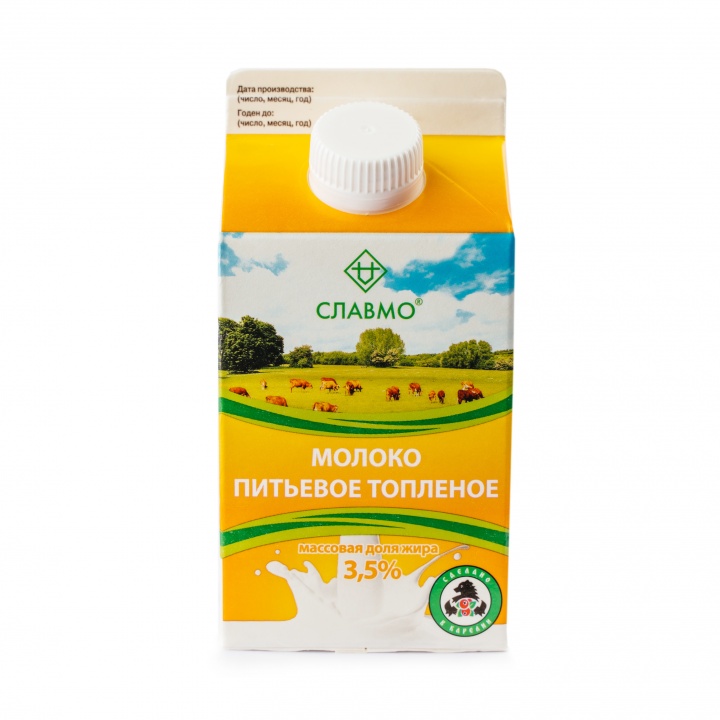 Дата производства:
(число, месяц, год)
Годен до:
(число, месяц, год)
СЛАВМО®
МОЛОКО
ПИТЬЕВОЕ ТОПЛЕНОЕ
массовая доля жира
3,5%
СДЕЛАНО
В КАРЕЛИИ